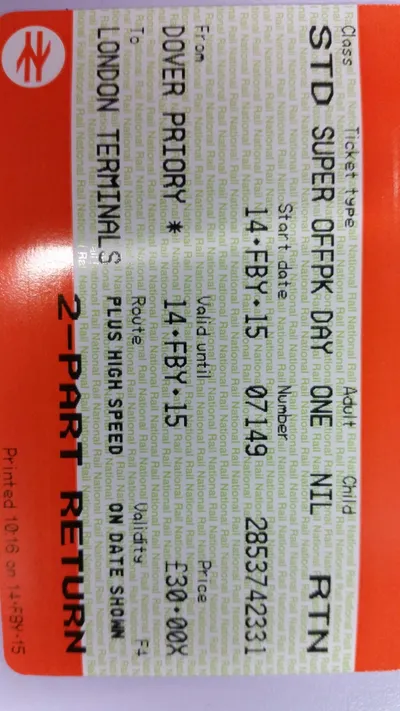 Class Ticket type Adult Child
STD SUPER OFFPK DAY ONE NIL RTN
Start date Number
14·FBY·15 07149 2853742331
From Valid until Price
DOVER PRIORY * 14·FBY·15 £30·00X
To Route Validity F4
LONDON TERMINALS PLUS HIGH SPEED ON DATE SHOWN
2-PART RETURN
Printed 10:16 on 14·FBY·15